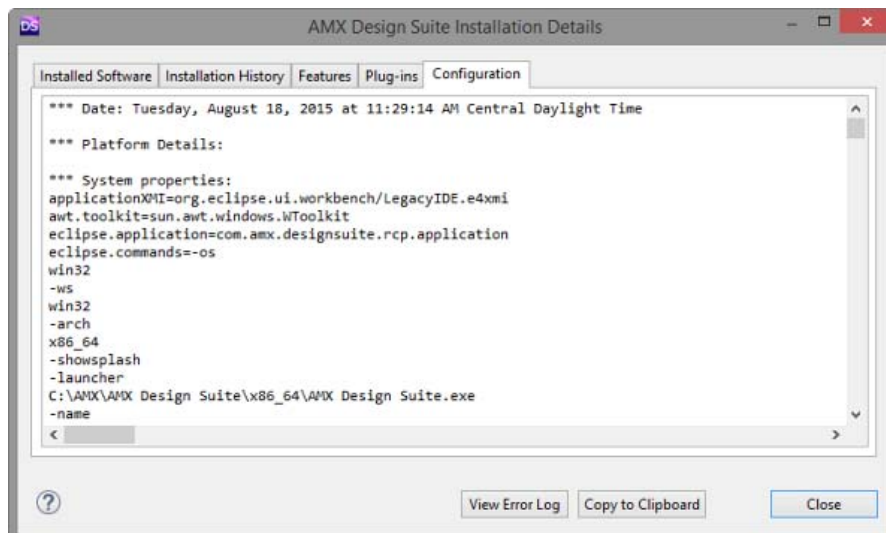 DS
AMX Design Suite Installation Details
Installed Software Installation History Features Plug-ins Configuration
*** Date: Tuesday, August 18, 2015 at 11:29:14 AM Central Daylight Time
*** Platform Details:
*** System properties:
applicationXMI=org.eclipse.ui.workbench/LegacyIDE.e4xmi
awt.toolkit=sun.awt.windows.WToolkit
eclipse.application=com.amx.designsuite.rcp.application
eclipse.commands=-os
win32
-ws
win32
-arch
x86_64
-showsplash
-launcher
C:\AMX\AMX Design Suite\x86_64\AMX Design Suite.exe
-name
? View Error Log Copy to Clipboard Close